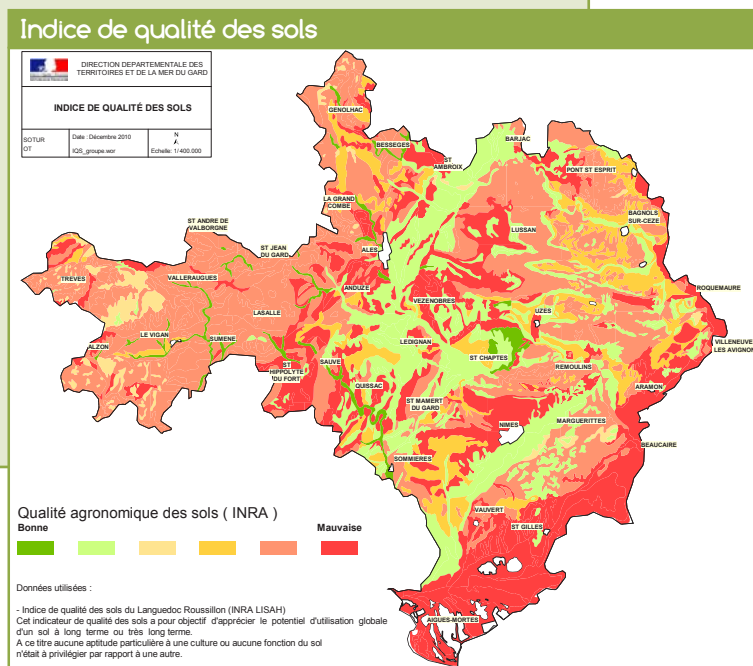 Indice de qualité des sols
DIRECTION DEPARTEMENTALE DES
TERRITOIRES ET DE LA MER DU GARD
INDICE DE QUALITÉ DES SOLS
SOTUR
OT
Date : Décembre 2010
IQS_groupe.wor
N
Echelle: 1/400.000
GENOLHAC
BESSEGES
ST
AMBROIX
BARJAC
PONT ST ESPRIT
LA GRAND
COMBE
BAGNOLS
SUR-CEZE
ST ANDRE DE
VALBORGNE
LUSSAN
ST JEAN
DU GARD
ALES
TREVES
VALLERAUGUES
ANDUZE
VEZENOBRES
ROQUEMAURE
LASALLE
UZES
LE VIGAN
SUMENE
ALZON
LEDIGNAN
VILLENEUVE
LES AVIGNON
ST CHAPTES
ST
HIPPOLYTE
DU FORT
SAUVE
REMOULINS
QUISSAC
ARAMON
ST MAMERT
DU GARD
MARGUERITTES
NIMES
BEAUCAIRE
SOMMIERES
VAUVERT
ST GILLES
AIGUES-MORTES
Qualité agronomique des sols ( INRA )
Bonne
Mauvaise
Données utilisées :
- Indice de qualité des sols du Languedoc Roussillon (INRA LISAH)
Cet indicateur de qualité des sols a pour objectif d'apprécier le potentiel d'utilisation globale
d'un sol à long terme ou très long terme.
A ce titre aucune aptitude particulière à une culture ou aucune fonction du sol
n'était à privilégier par rapport à une autre.